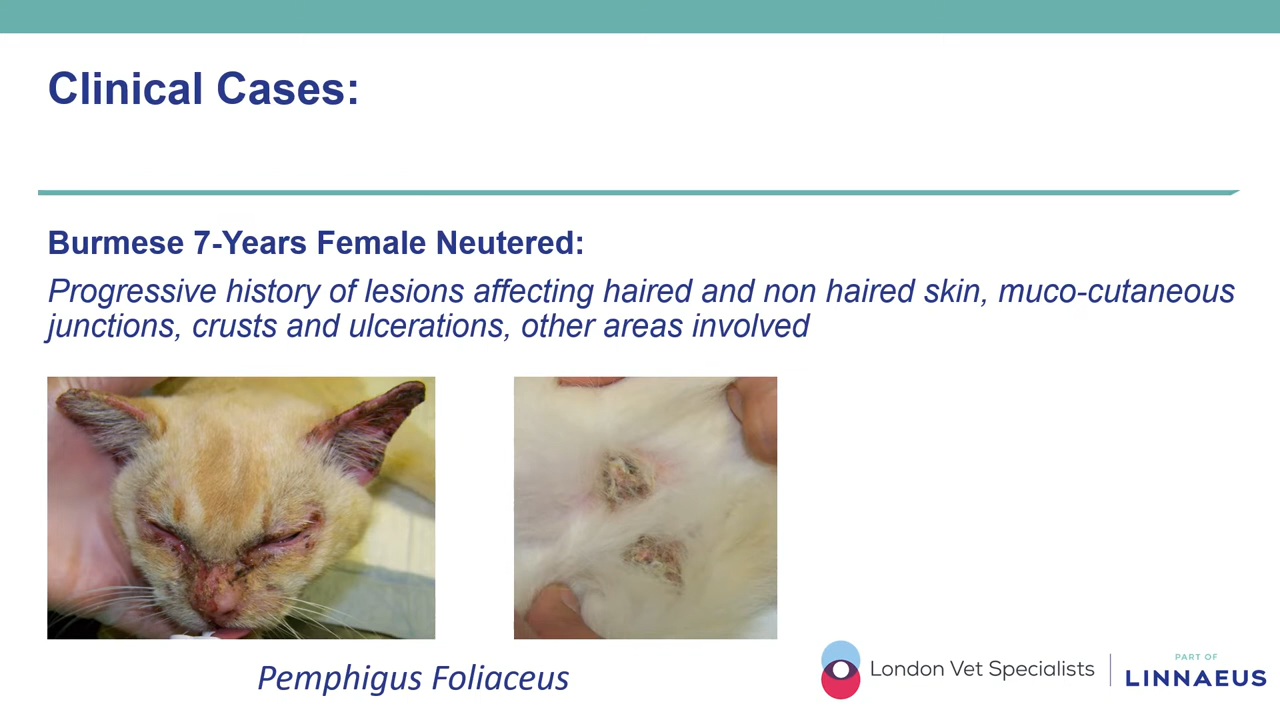 Clinical Cases:
Burmese 7-Years Female Neutered:
Progressive history of lesions affecting haired and non haired skin, muco-cutaneous
junctions, crusts and ulcerations, other areas involved
Pemphigus Foliaceus
London Vet Specialists
PART OF
LINNAEUS